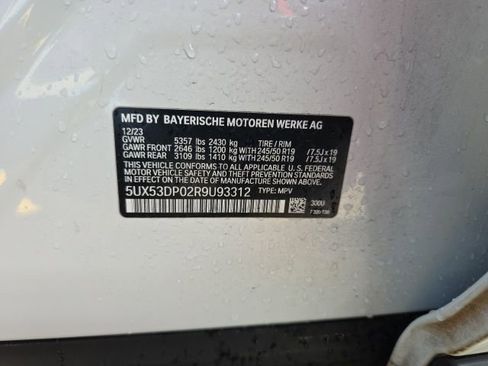 MFD BY BAYERISCHE MOTOREN WERKE AG
12/23
GVWR 5357 lbs 2430 kg TIRE / RIM
GAWR FRONT 2646 lbs 1200 kg WITH 245/50 R19 /7.5J x 19
GAWR REAR 3109 lbs 1410 kg WITH 245/50 R19 /7.5J x 19
THIS VEHICLE CONFORMS TO ALL APPLICABLE U. S. FEDERAL
MOTOR VEHICLE SAFETY AND THEFT PREVENTION STANDARDS
IN EFFECT ON THE DATE OF MANUFACTURE SHOWN ABOVE.
5UX53DP02R9U93312 TYPE: MPV
300U